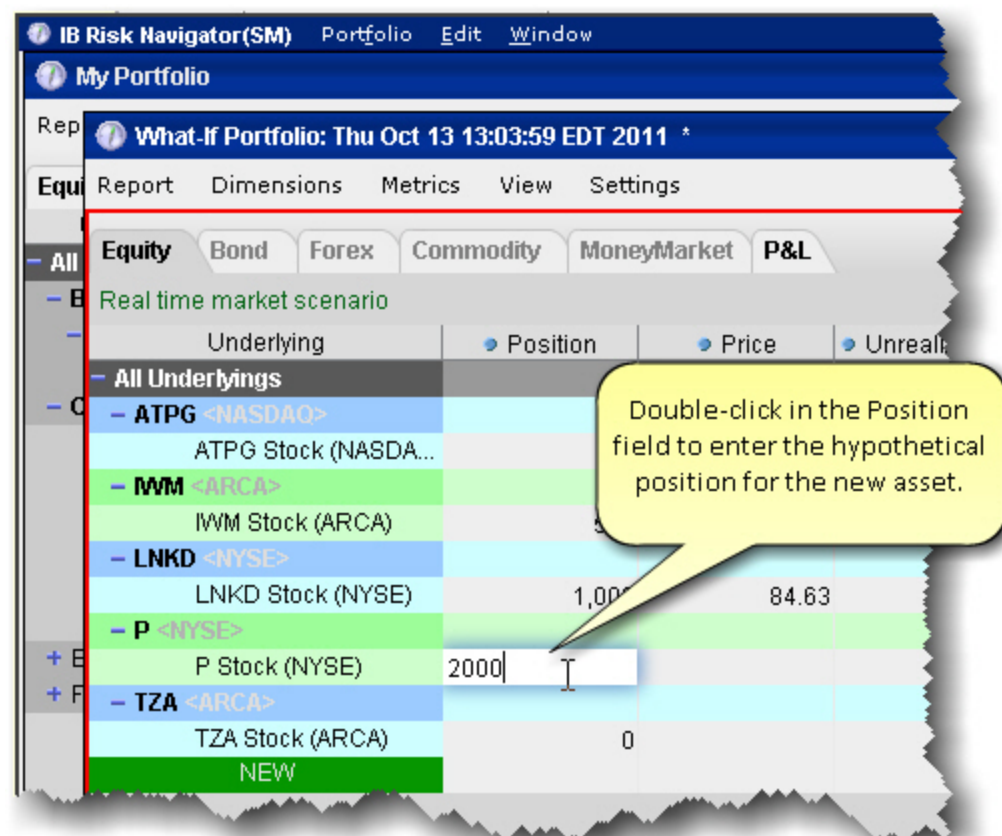 IB Risk Navigator(SM) Portfolio Edit Window
My Portfolio
Rep
What-If Portfolio: Thu Oct 13 13:03:59 EDT 2011 *
Equi
Report Dimensions Metrics View Settings
Equity Bond Forex Commodity MoneyMarket P&L
All
Real time market scenario
Underlying Position Price Unreali
All Underlyings
ATPG <NASDAQ>
ATPG Stock (NASDA...
IWM <ARCA>
IWM Stock (ARCA)
LNKD <NYSE>
LNKD Stock (NYSE) 1,000 84.63
P <NYSE>
P Stock (NYSE) 2000
TZA <ARCA>
TZA Stock (ARCA) 0
NEW
Double-click in the Position
field to enter the hypothetical
position for the new asset.